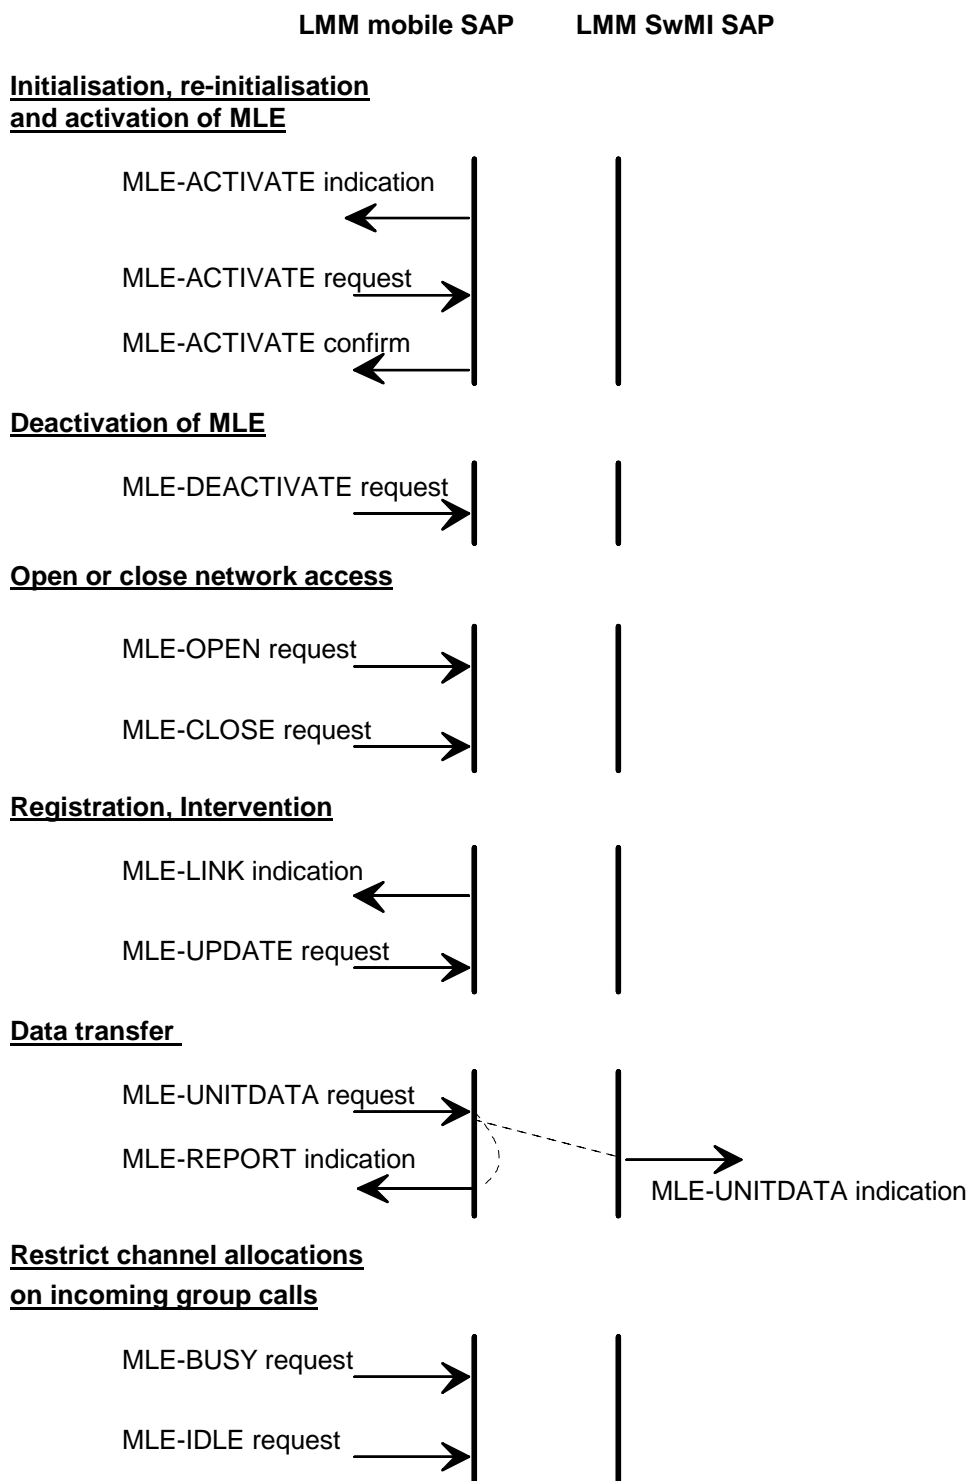 LMM mobile SAP LMM SwMI SAP
Initialisation, re-initialisation
and activation of MLE
MLE-ACTIVATE indication
MLE-ACTIVATE request
MLE-ACTIVATE confirm
Deactivation of MLE
MLE-DEACTIVATE request
Open or close network access
MLE-OPEN request
MLE-CLOSE request
Registration, Intervention
MLE-LINK indication
MLE-UPDATE request
Data transfer
MLE-UNITDATA request
MLE-REPORT indication
MLE-UNITDATA indication
Restrict channel allocations
on incoming group calls
MLE-BUSY request
MLE-IDLE request